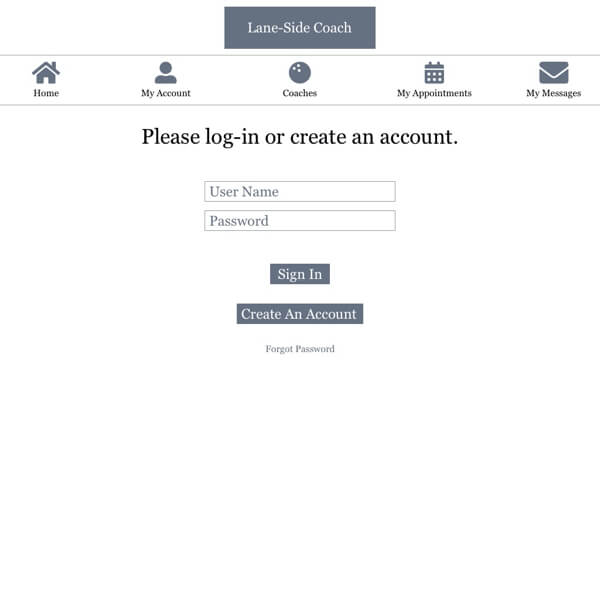 Lane-Side Coach
Home
My Account
Coaches
My Appointments
My Messages
Please log-in or create an account.
User Name
Password
Sign In
Create An Account
Forgot Password